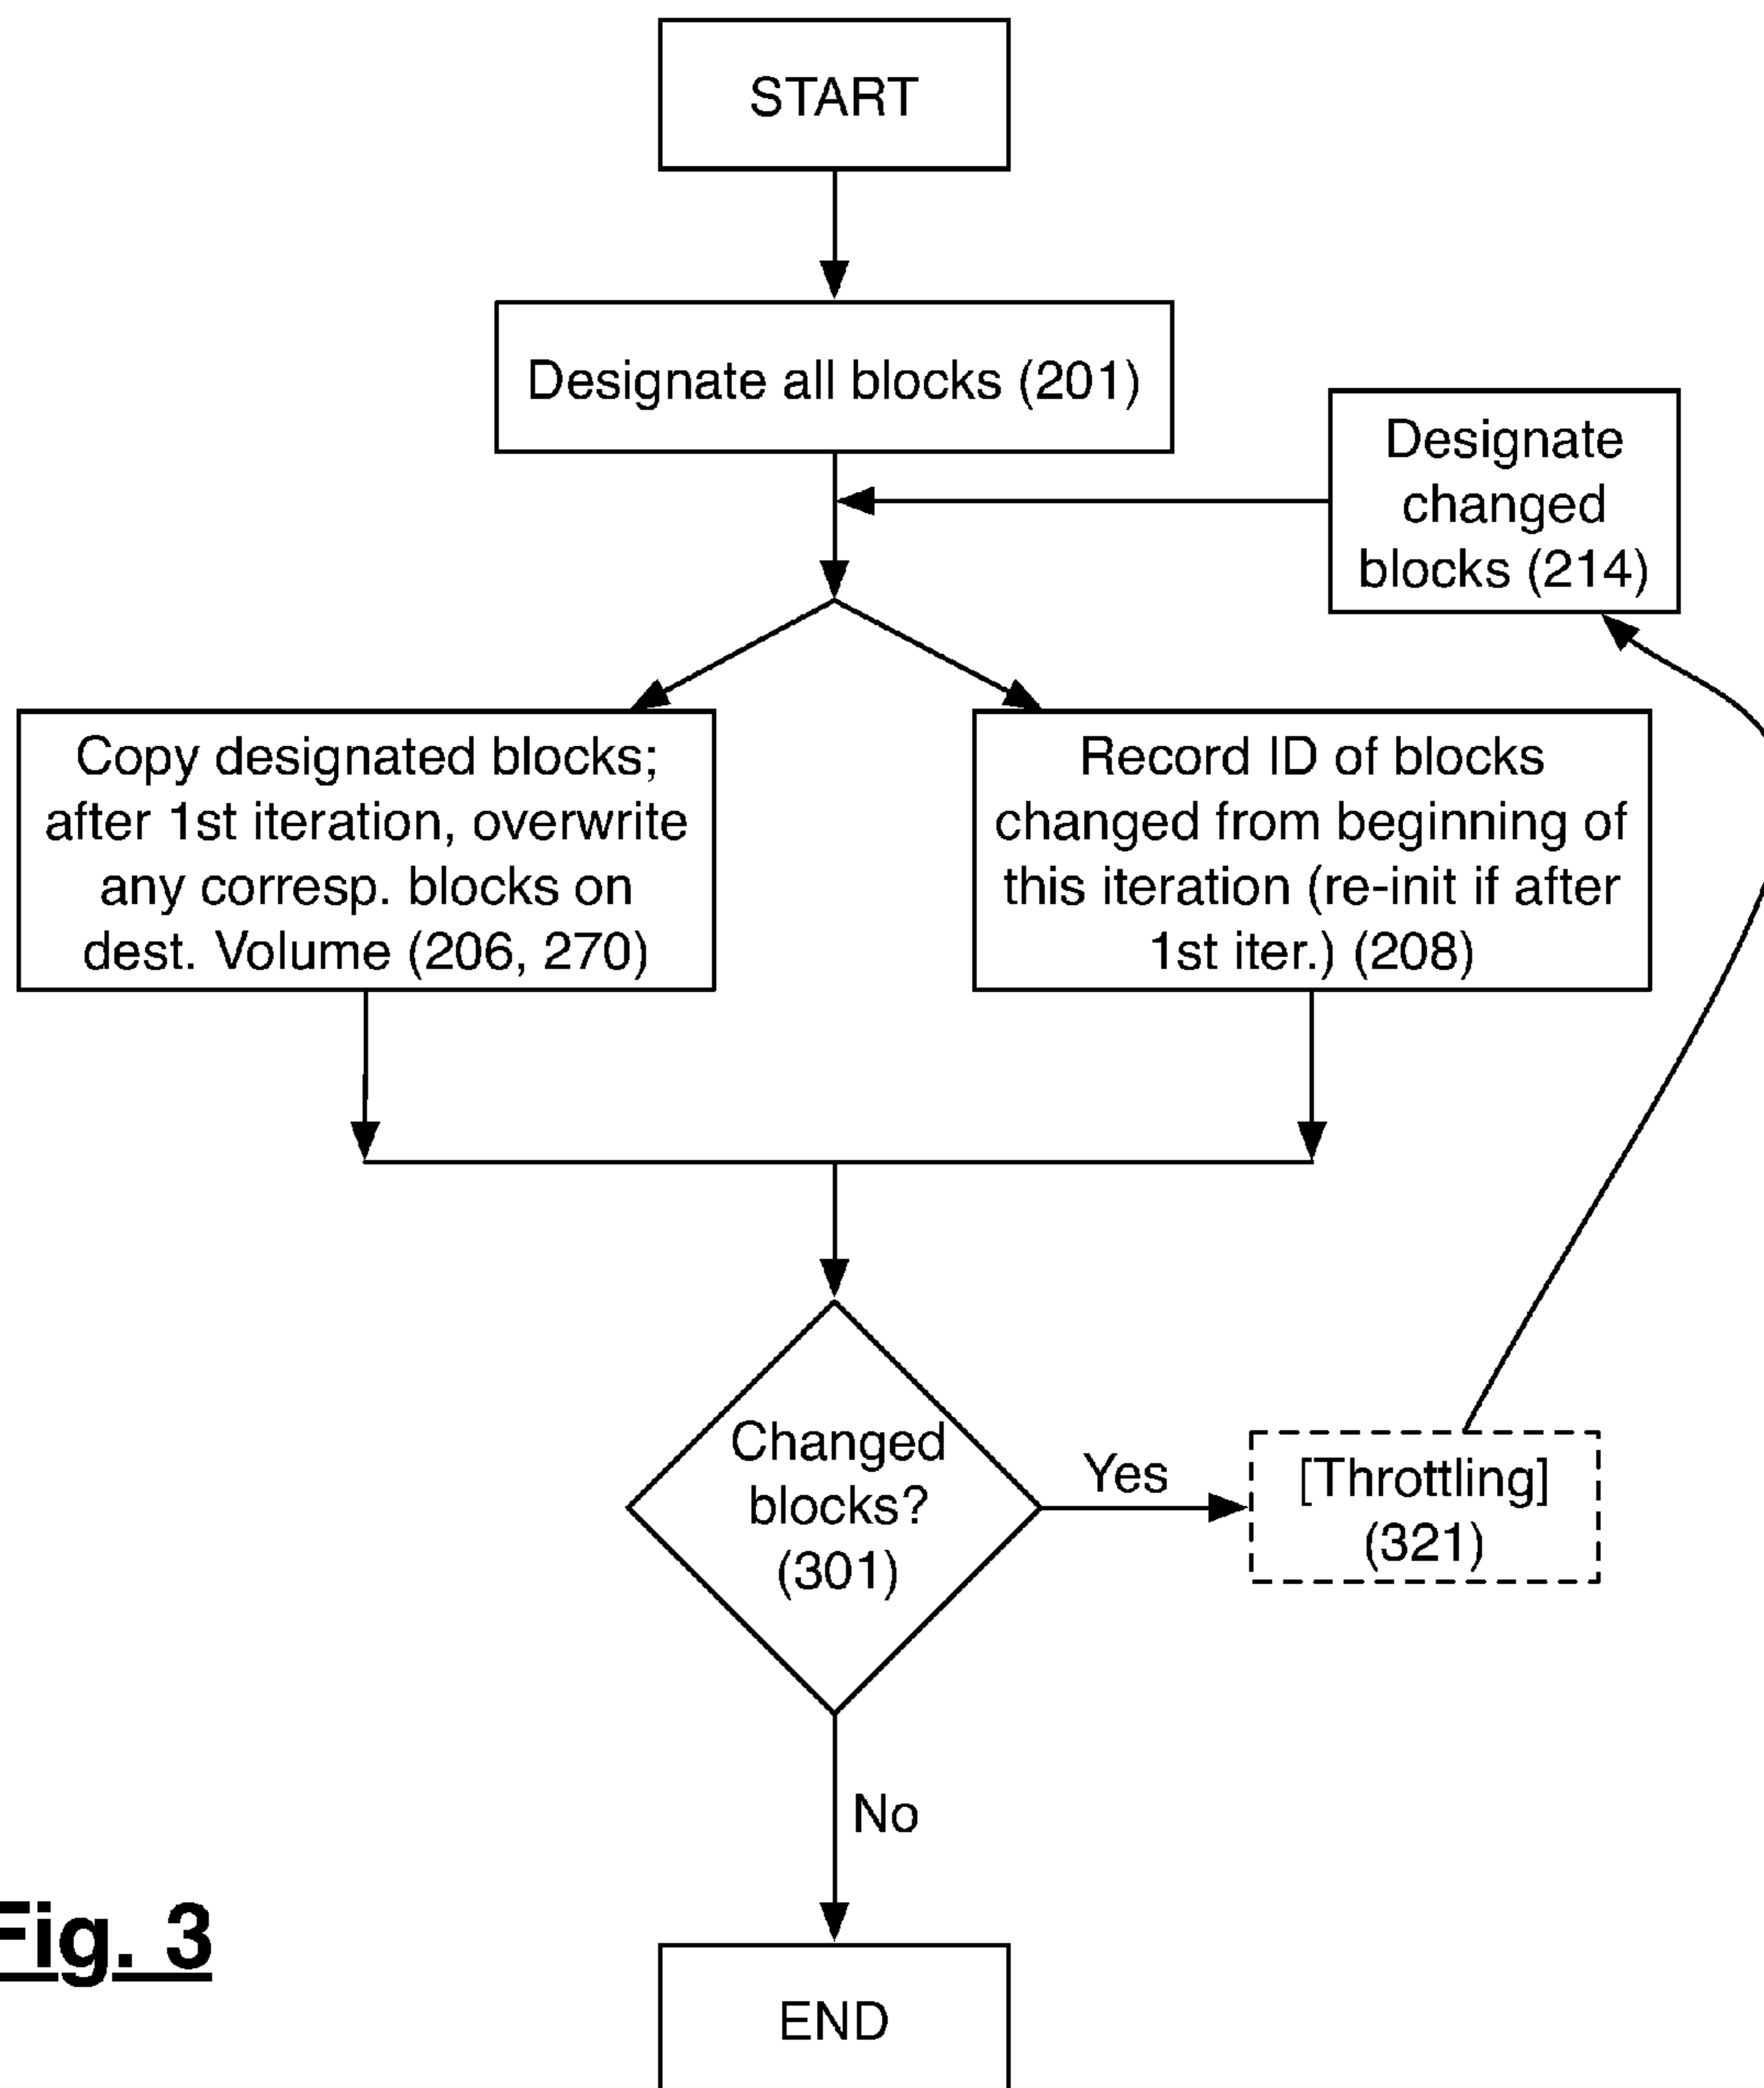 START
Designate all blocks (201)
Designate
changed
blocks (214)
Copy designated blocks;
after 1st iteration, overwrite
any corresp. blocks on
dest. Volume (206, 270)
Record ID of blocks
changed from beginning of
this iteration (re-init if after
1st iter.) (208)
Changed
blocks?
(301)
Yes
[Throttling]
(321)
No
Fig. 3
END